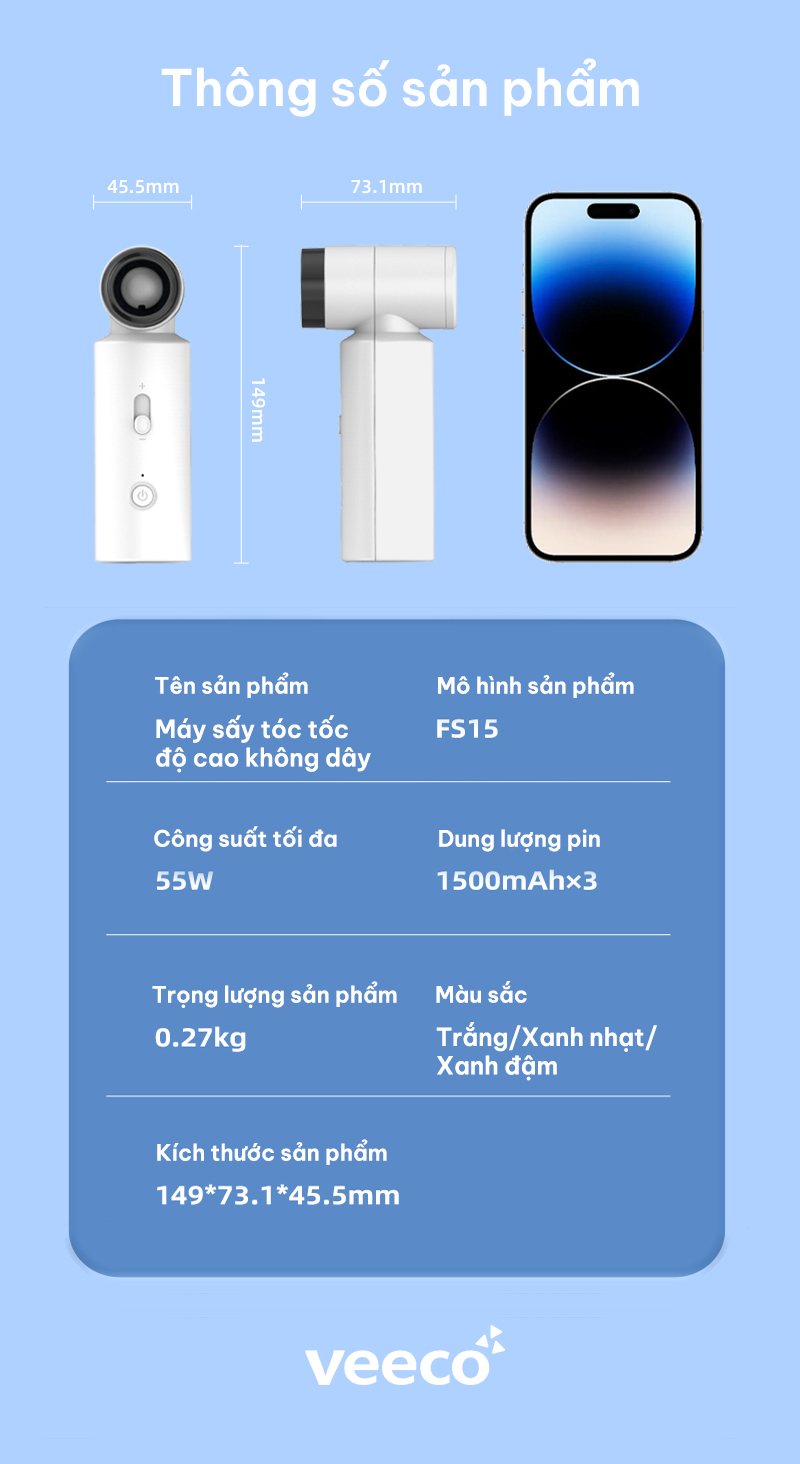 Thông số sản phẩm
45.5mm
73.1mm
149mm
+
−
Tên sản phẩm
Máy sấy tóc tốc
độ cao không dây
Mô hình sản phẩm
FS15
Công suất tối đa
55W
Dung lượng pin
1500mAh×3
Trọng lượng sản phẩm
0.27kg
Màu sắc
Trắng/Xanh nhạt/
Xanh đậm
Kích thước sản phẩm
149*73.1*45.5mm
veeco